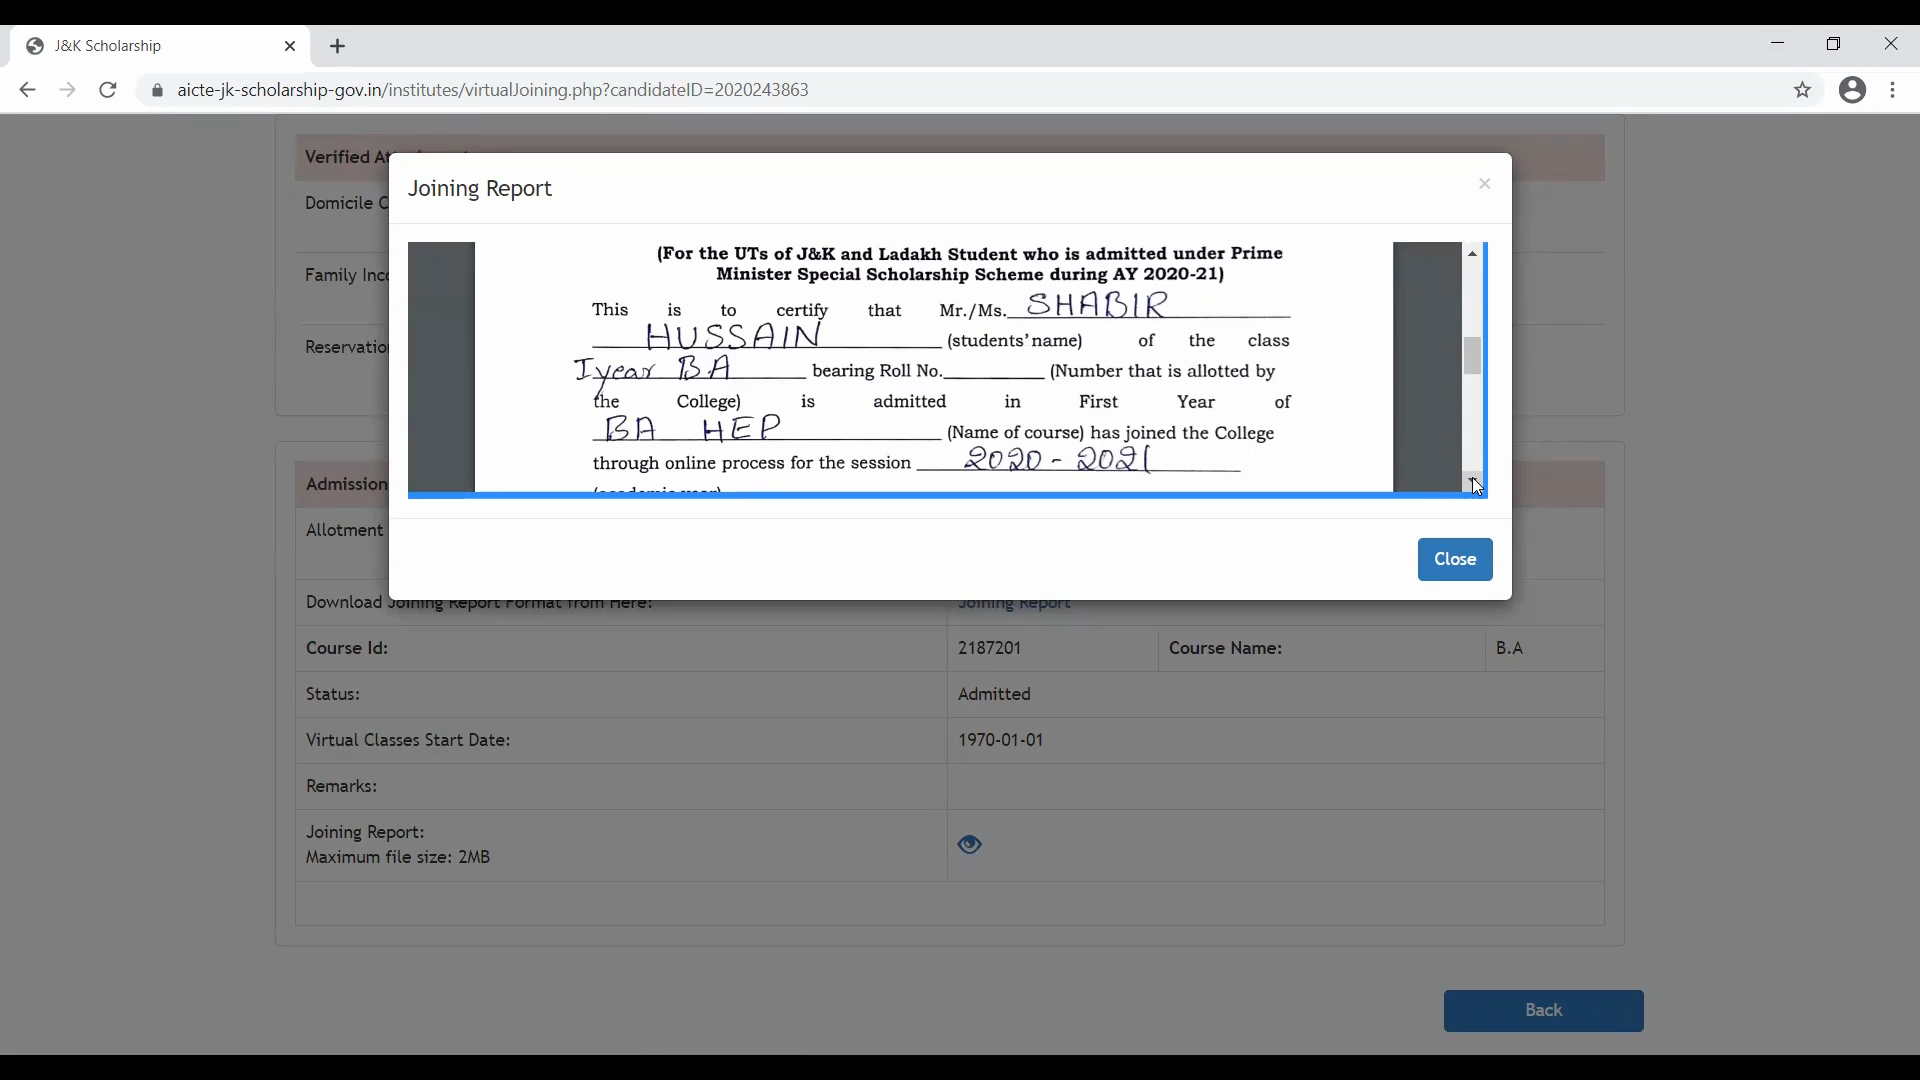 J&K Scholarship
aicte-jk-scholarship-gov.in/institutes/virtualJoining.php?candidateID=2020243863
Verified
Joining Report
Domicile
Family
(For the UTs of J&K and Ladakh Student who is admitted under Prime
Minister Special Scholarship Scheme during AY 2020-21)
This is to certify that Mr./Ms. SHABIR
HUSSAIN (students' name) of the class
I year BA bearing Roll No. (Number that is allotted by
the College) is admitted in First Year of
BA HEP (Name of course) has joined the College
through online process for the session 2020 - 2021
(academic year)
Admission
Allotment
Close
Download Joining Report Format from Here: Joining Report
Course Id: 2187201 Course Name: B.A
Status: Admitted
Virtual Classes Start Date: 1970-01-01
Remarks:
Joining Report:
Maximum file size: 2MB
Back